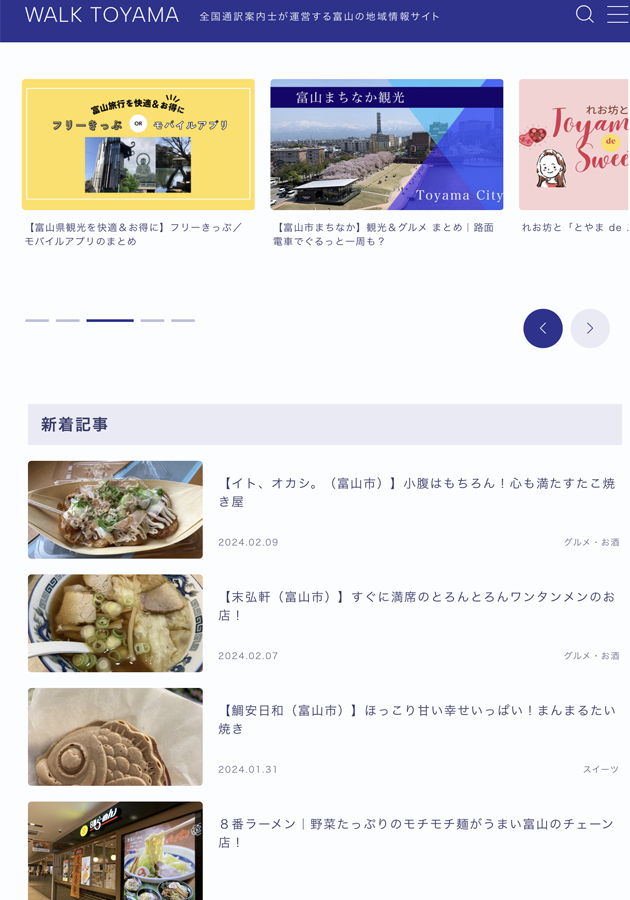 WALK TOYAMA 全国通訳案内士が運営する富山の地域情報サイト
富山旅行を快適＆お得に
フリーきっぷ OR モバイルアプリ
富山まちなか観光
Toyama City
れお坊と
Toyam
de
Swee
【富山県観光を快適＆お得に】フリーきっぷ／
モバイルアプリのまとめ
【富山市まちなか】観光＆グルメ まとめ｜路面
電車でぐるっと一周も？
れお坊と「とやま de
新着記事
【イト、オカシ。（富山市）】小腹はもちろん！心も満たすたこ焼
き屋
2024.02.09 グルメ・お酒
【末弘軒（富山市）】すぐに満席のとろんとろんワンタンメンのお
店！
2024.02.07 グルメ・お酒
【鯛安日和（富山市）】ほっこり甘い幸せいっぱい！まんまるたい
焼き
2024.01.31 スイーツ
８番ラーメン｜野菜たっぷりのモチモチ麺がうまい富山のチェーン
店！